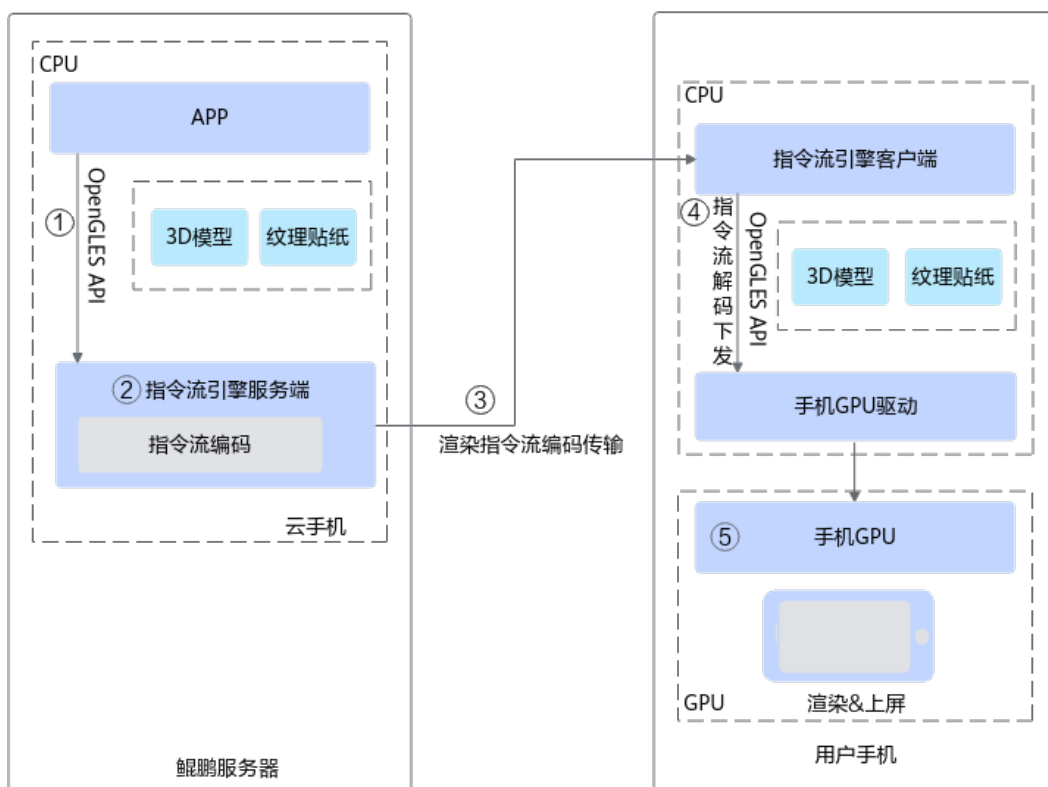 CPU
APP
①
OpenGLES API
3D模型
纹理贴纸
②指令流引擎服务端
指令流编码
云手机
鲲鹏服务器
③
渲染指令流编码传输
CPU
指令流引擎客户端
④
指令流解码下发
OpenGLES API
3D模型
纹理贴纸
手机GPU驱动
⑤
手机GPU
渲染&上屏
GPU
用户手机